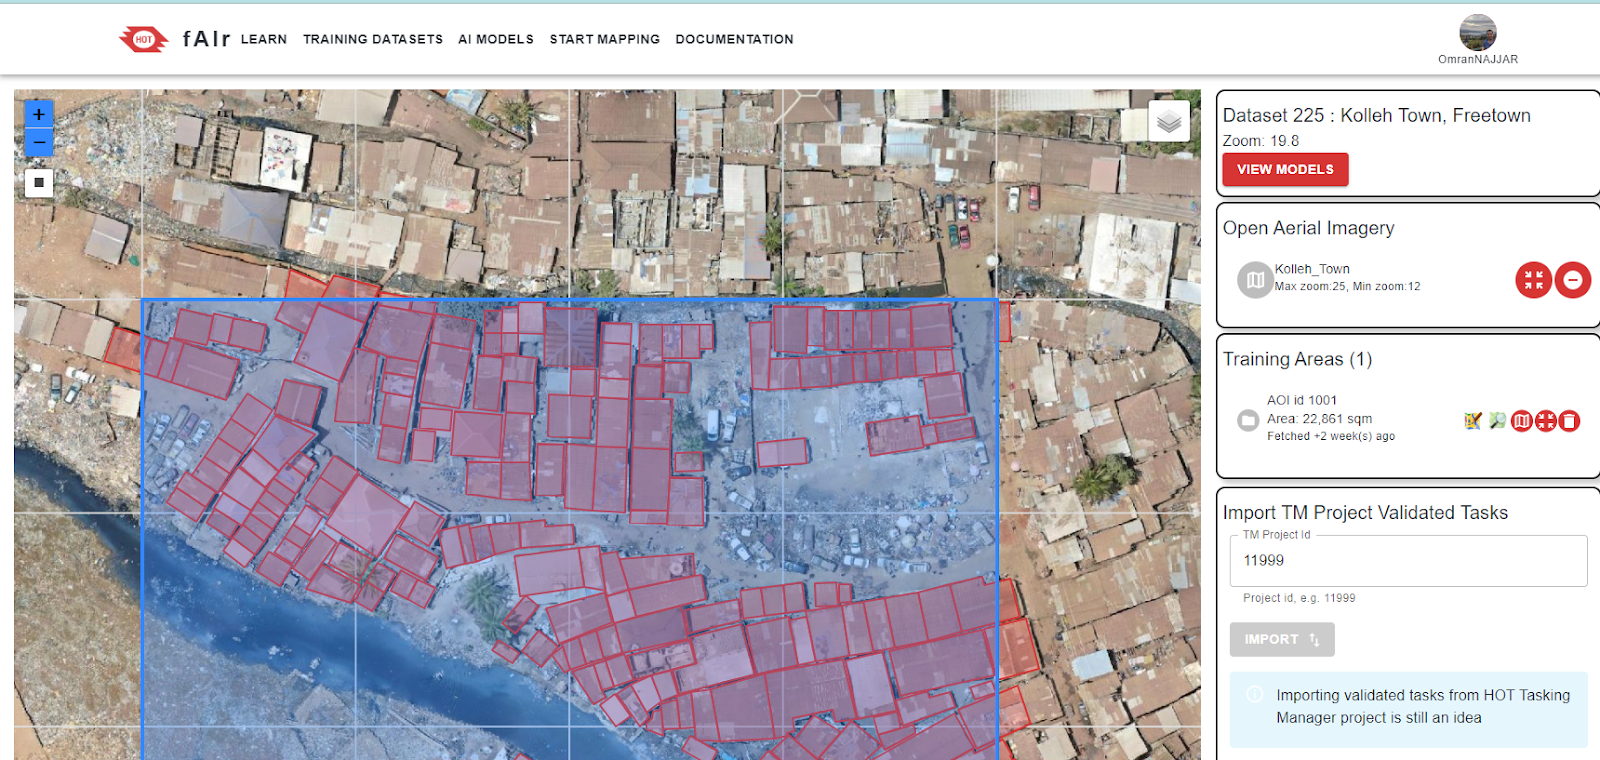 HOT
fAIr
LEARN
TRAINING DATASETS
AI MODELS
START MAPPING
DOCUMENTATION
OmranNAJJAR
+
−
Dataset 225 : Kolleh Town, Freetown
Zoom: 19.8
VIEW MODELS
Open Aerial Imagery
Kolleh_Town
Max zoom:25, Min zoom:12
Training Areas (1)
AOI id 1001
Area: 22,861 sqm
Fetched +2 week(s) ago
Import TM Project Validated Tasks
TM Project Id
11999
Project id, e.g. 11999
IMPORT
Importing validated tasks from HOT Tasking
Manager project is still an idea